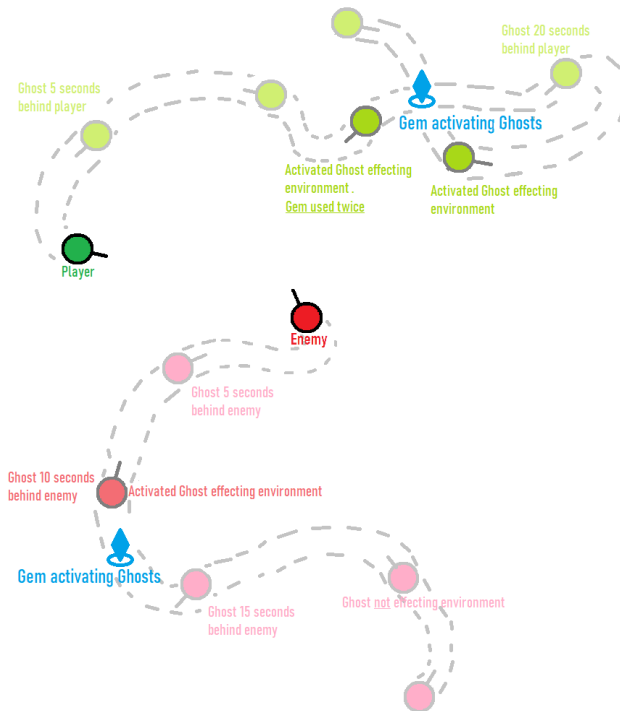 Ghost 20 seconds
behind player
Ghost 5 seconds
behind player
Gem activating Ghosts
Activated Ghost effecting
environment .
Gem used twice
Activated Ghost effecting
environment
Player
Enemy
Ghost 5 seconds
behind enemy
Ghost 10 seconds
behind enemy
Activated Ghost effecting environment
Gem activating Ghosts
Ghost 15 seconds
behind enemy
Ghost not effecting environment